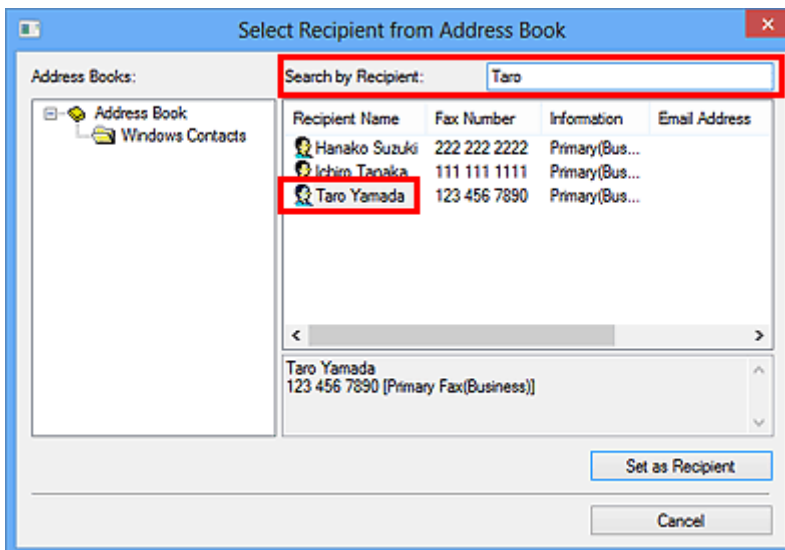 Select Recipient from Address Book
Address Books:
Search by Recipient: Taro
Address Book
Windows Contacts
Recipient Name Fax Number Information Email Address
Hanako Suzuki 222 222 2222 Primary(Bus...
Ichiro Tanaka 111 111 1111 Primary(Bus...
Taro Yamada 123 456 7890 Primary(Bus...
Taro Yamada
123 456 7890 [Primary Fax(Business)]
Set as Recipient
Cancel